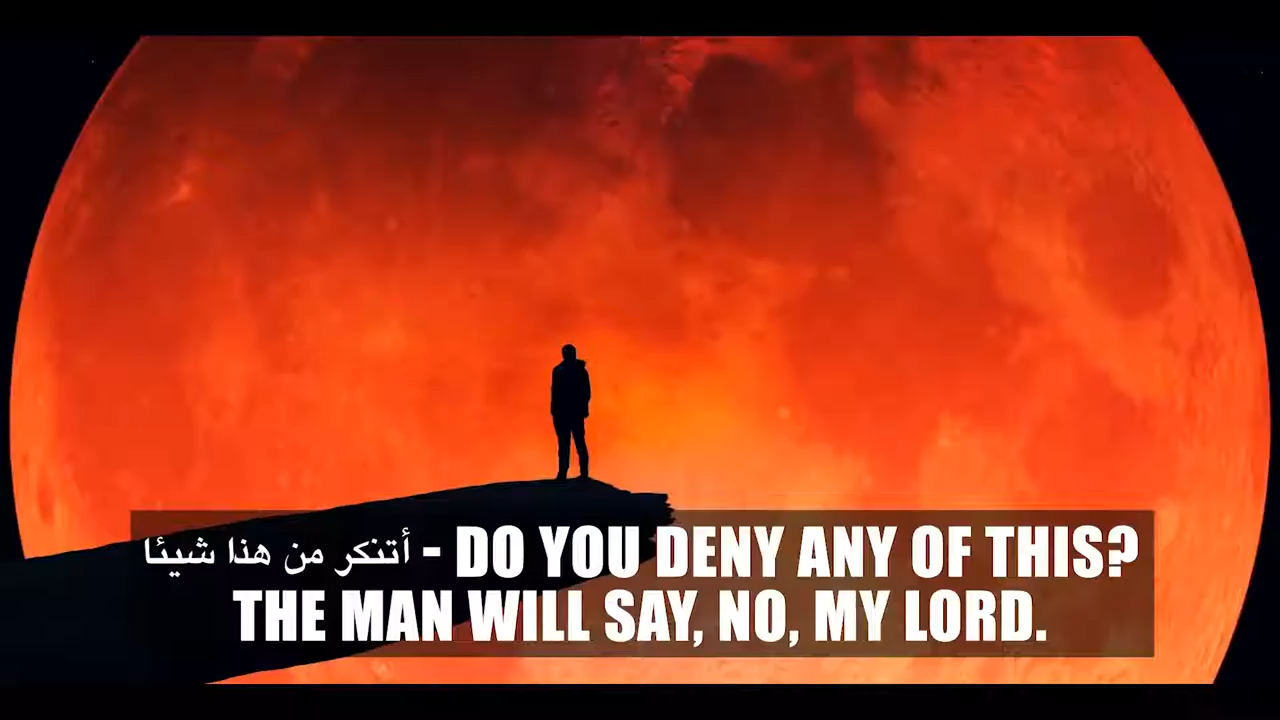 أتنكر من هذا شيئا - DO YOU DENY ANY OF THIS?
THE MAN WILL SAY, NO, MY LORD.